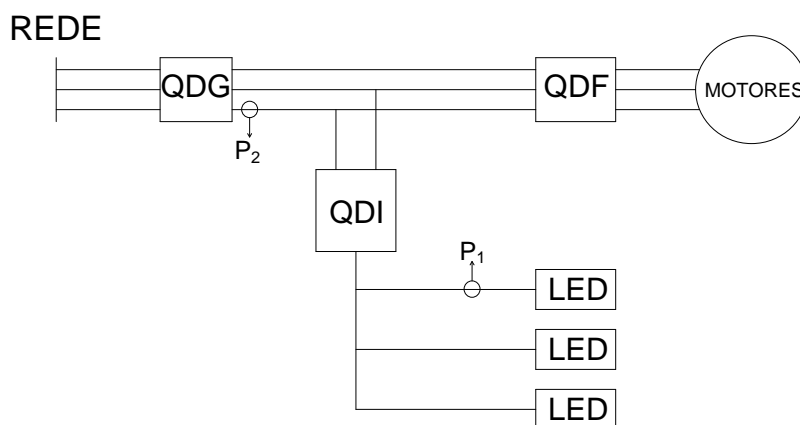 REDE
QDG
QDF
MOTORES
P₂
QDI
P₁
LED
LED
LED